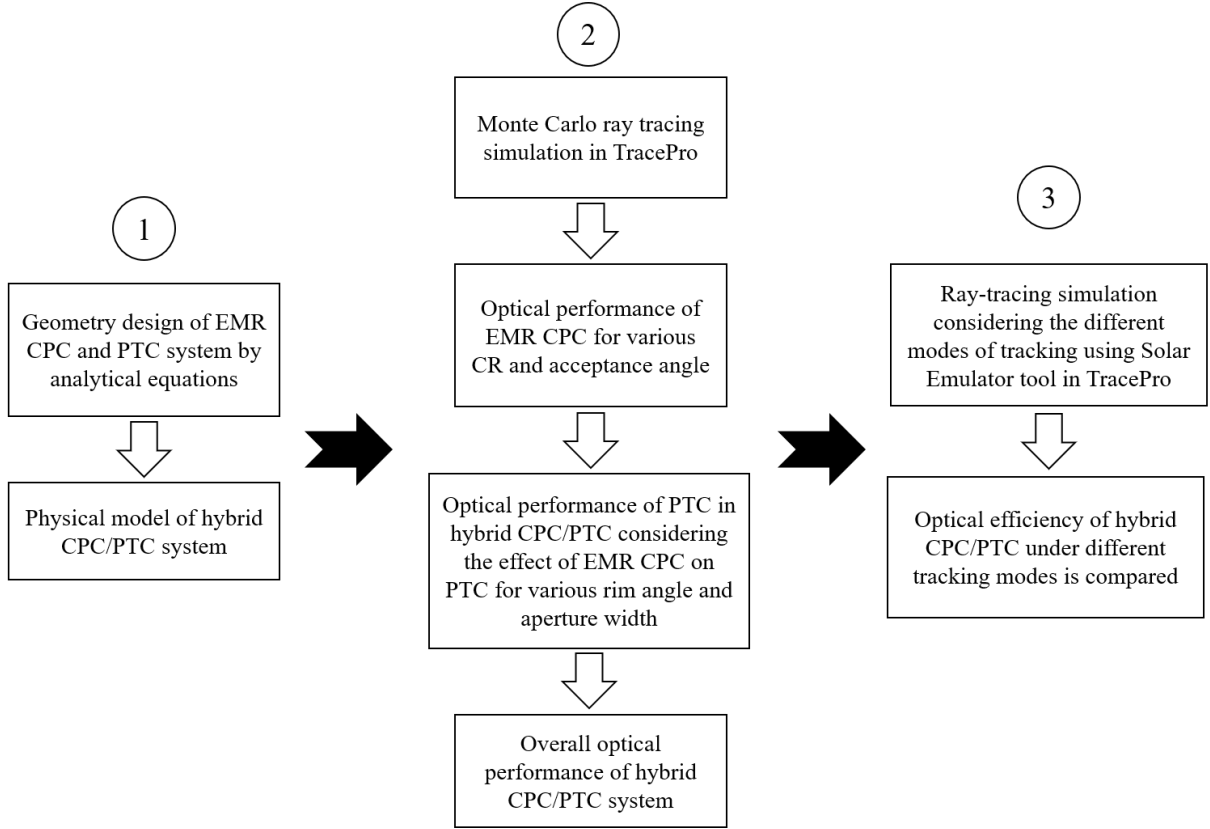 1
Geometry design of EMR
CPC and PTC system by
analytical equations
Physical model of hybrid
CPC/PTC system
2
Monte Carlo ray tracing
simulation in TracePro
Optical performance of
EMR CPC for various
CR and acceptance angle
Optical performance of PTC in
hybrid CPC/PTC considering
the effect of EMR CPC on
PTC for various rim angle and
aperture width
Overall optical
performance of hybrid
CPC/PTC system
3
Ray-tracing simulation
considering the different
modes of tracking using Solar
Emulator tool in TracePro
Optical efficiency of hybrid
CPC/PTC under different
tracking modes is compared